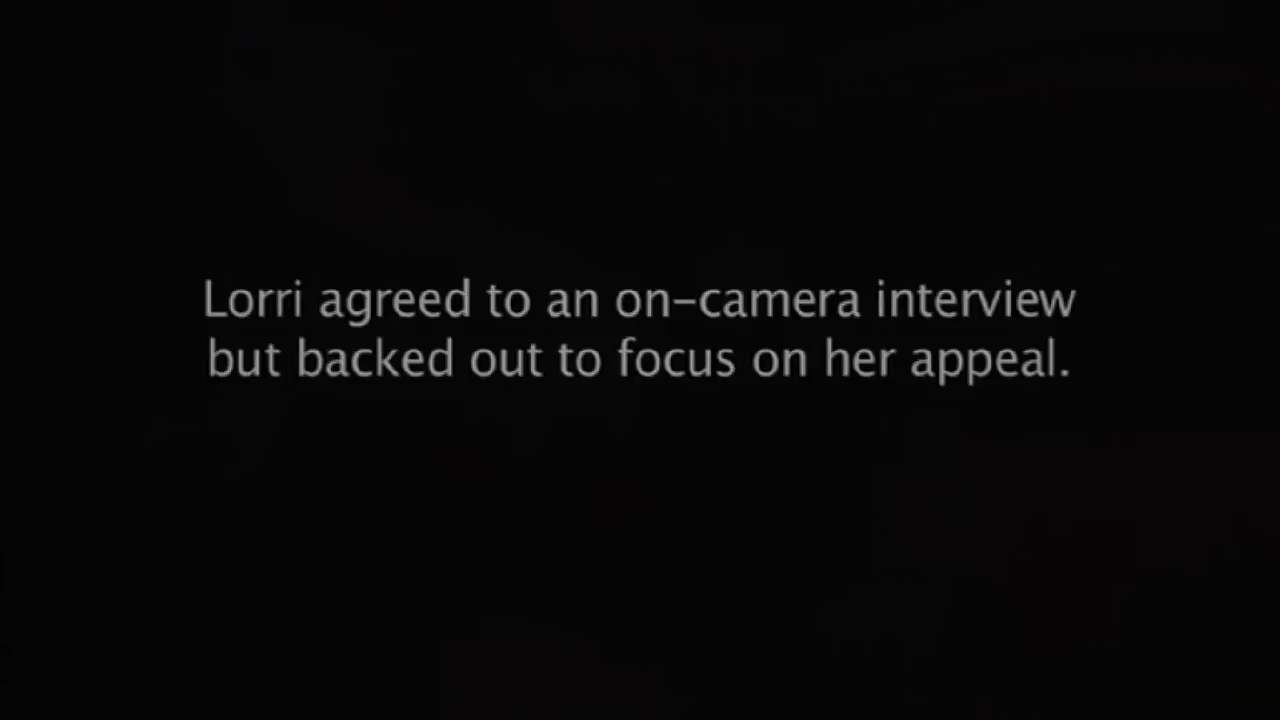 Lorri agreed to an on-camera interview
but backed out to focus on her appeal.